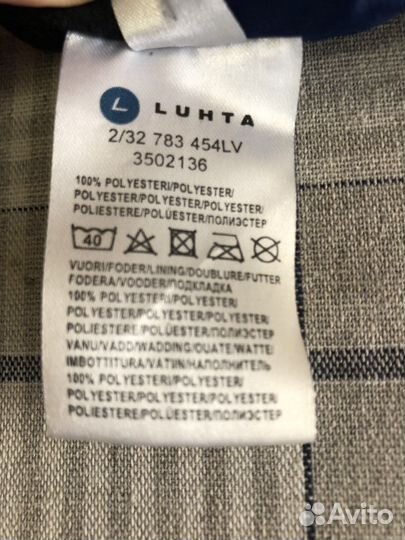 L LUHTA
2/32 783 454LV
3502136
100% POLYESTERI/POLYESTER/
POLYESTER/POLYESTER/POLYESTER/
POLIESTERE/POLİÜESTER/ПОЛИЭСТЕР
40
VUORI/FODER/LINING/DOUBLURE/FUTTER
FODERA/VOODER/ПОДКЛАДКА
100% POLYESTERI/POLYESTER/
POLYESTER/POLYESTER/POLYESTER/
POLIESTERE/POLÜESTER/ПОЛИЭСТЕР
VANU/VADD/WADDING/OUATE/WATTE/
IMBOTTITURA/VATIIN/НАПОЛНИТЕЛЬ
100% POLYESTERI/POLYESTER/
POLYESTER/POLYESTER/POLYESTER/
POLIESTERE/POLÜESTER/ПОЛИЭСТЕР
Avito